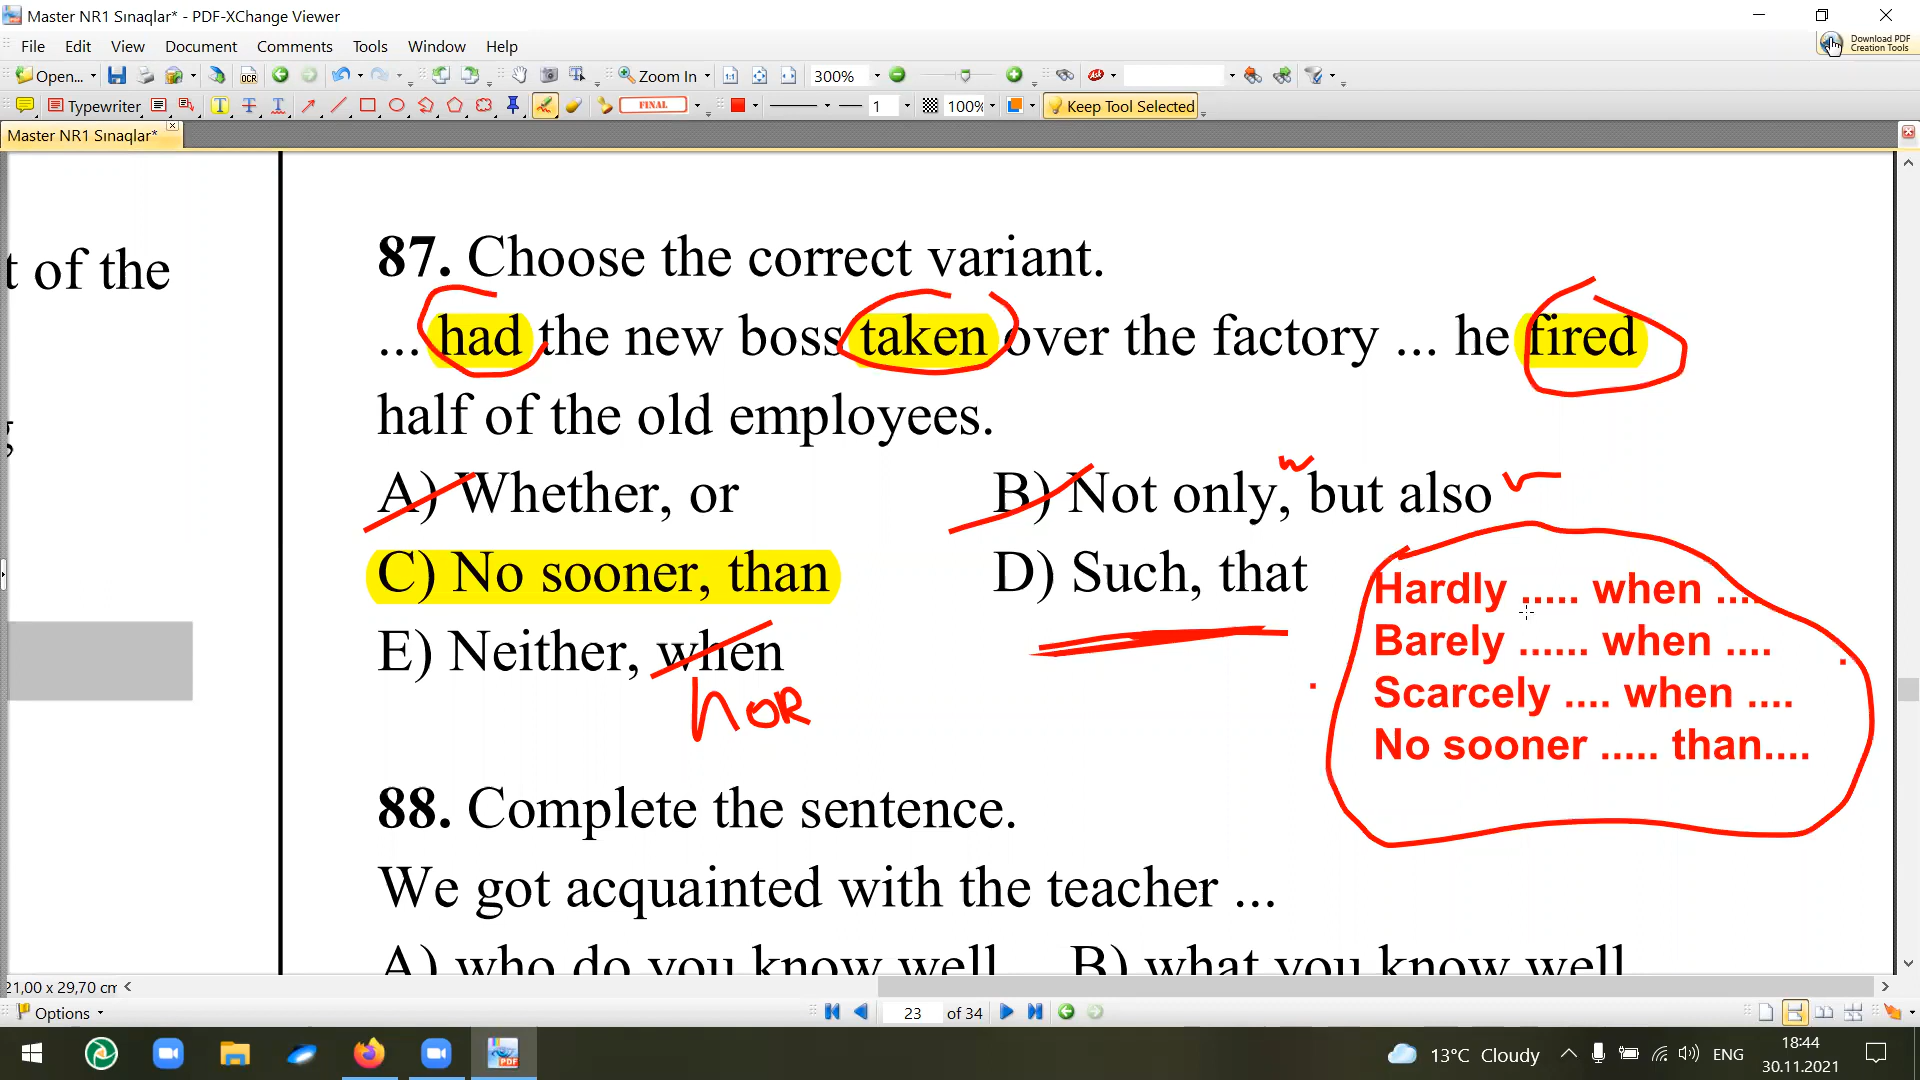 Master NR1 Sınaqlar* - PDF-XChange Viewer
File Edit View Document Comments Tools Window Help
Download PDF
Creation Tools
Open... OCR Zoom In 300%
Typewriter FINAL 1 100% Keep Tool Selected
Master NR1 Sınaqlar*
t of the
87. Choose the correct variant.
... had the new boss taken over the factory ... he fired
half of the old employees.
A) Whether, or
B) Not only, but also
C) No sooner, than
D) Such, that
E) Neither, when
noR
Hardly ..... when ....
Barely ...... when ....
Scarcely .... when ....
No sooner ..... than....
88. Complete the sentence.
We got acquainted with the teacher ...
A) who do you know well
B) what you know well
21,00 x 29,70 cm
Options
23 of 34
13°C Cloudy
ENG
18:44
30.11.2021